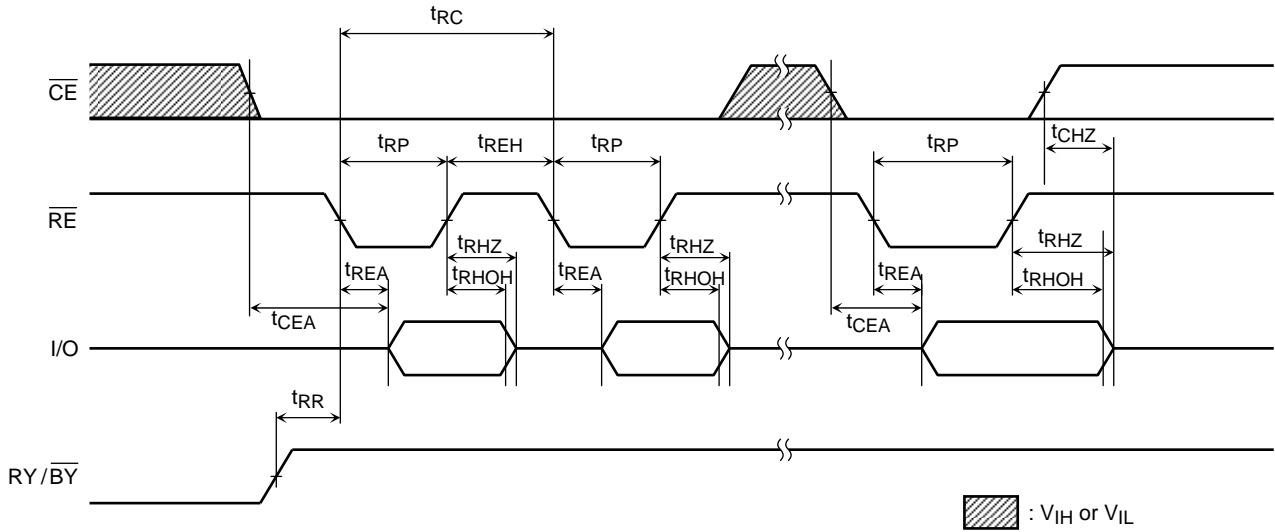 tRC
CE
tCHZ
tRP tREH tRP tRP
RE
tRHZ tRHZ tRHZ
tREA tRHOH tREA tRHOH tREA tRHOH
tCEA tCEA
I/O
tRR
RY/BY
: VIH or VIL